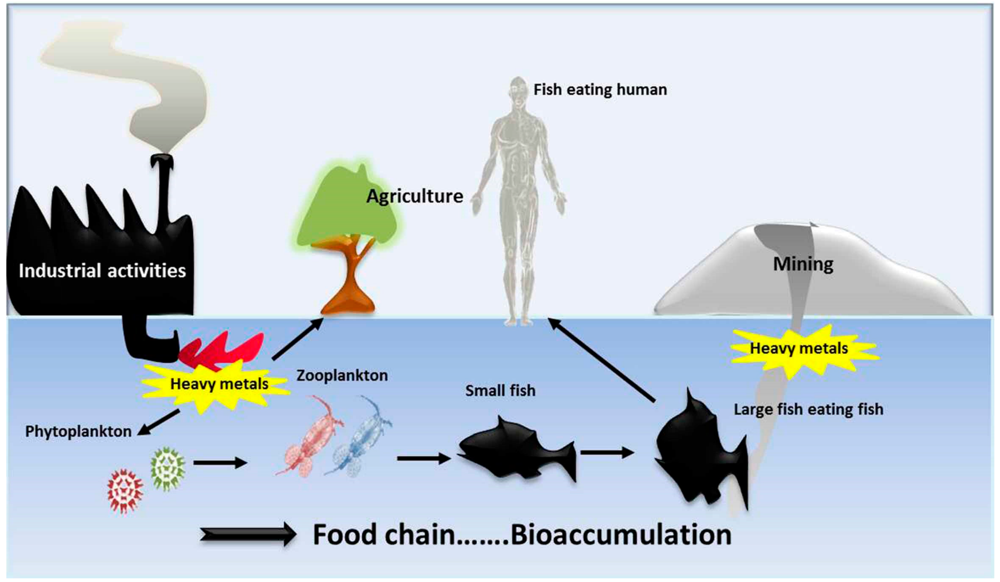 Fish eating human
Agriculture
Industrial activities
Mining
Heavy metals
Heavy metals
Zooplankton
Small fish
Large fish eating fish
Phytoplankton
Food chain.......Bioaccumulation